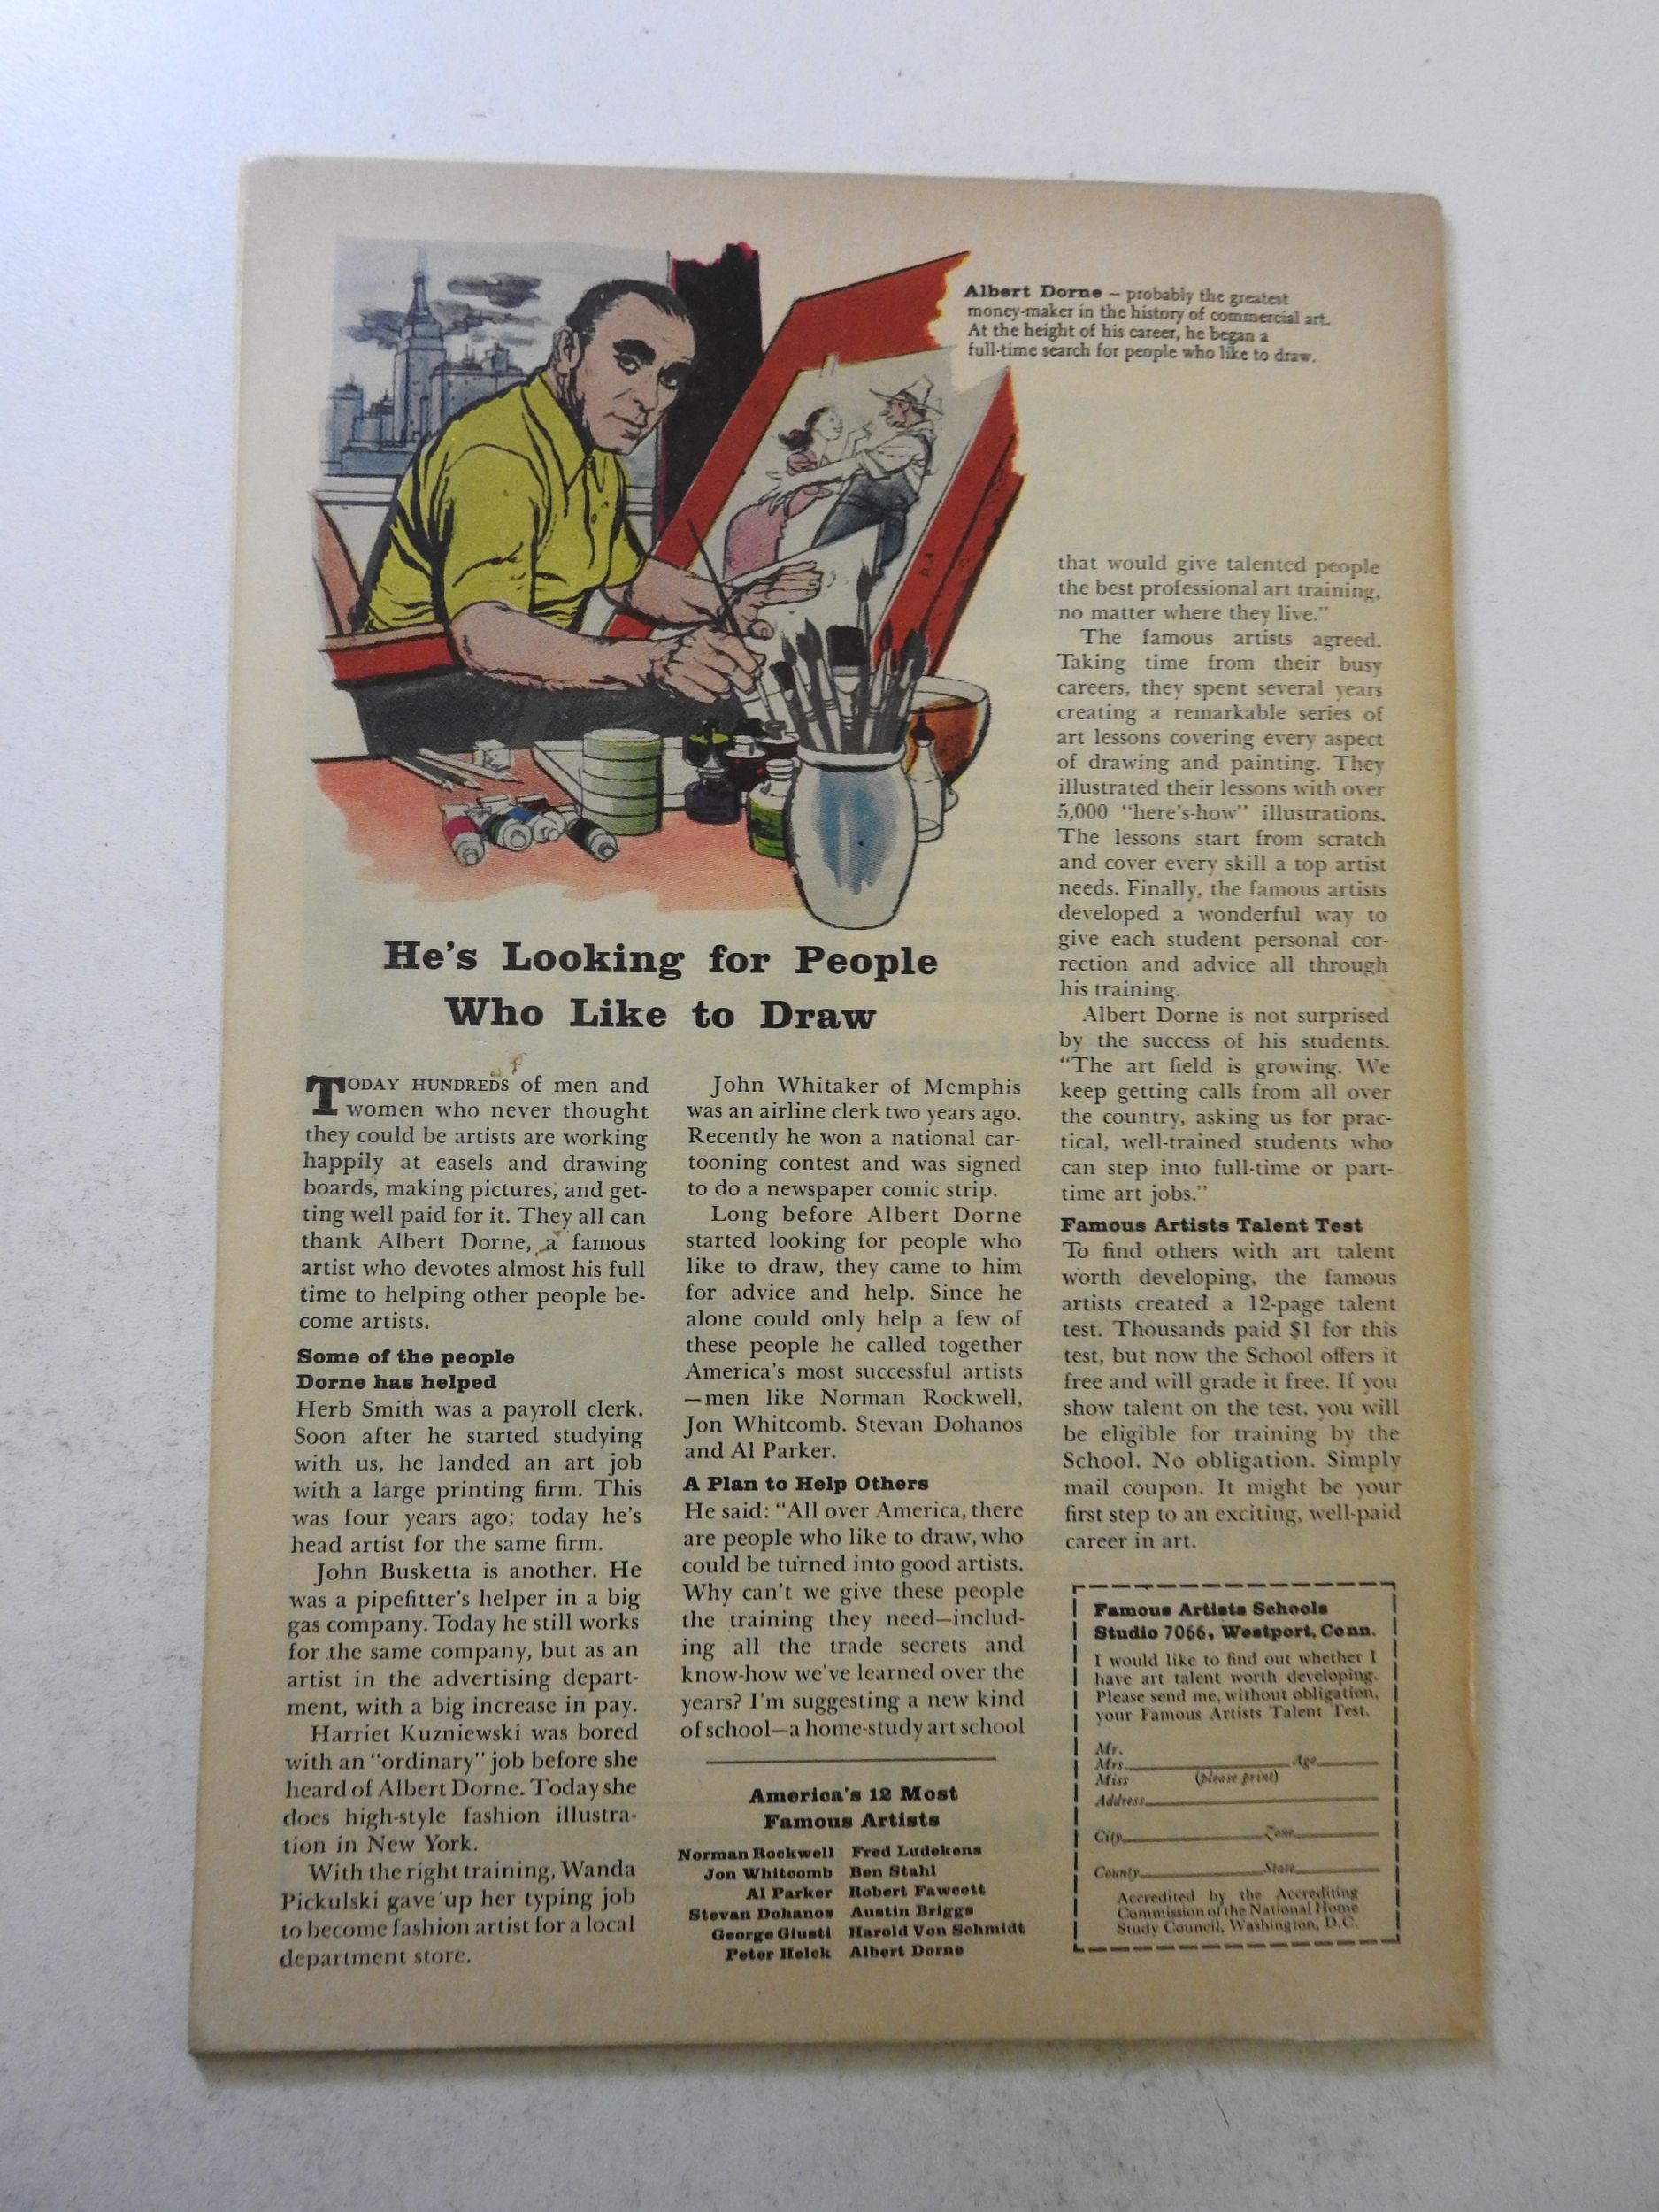 Albert Dorne – probably the greatest
money-maker in the history of commercial art.
At the height of his career, he began a
full-time search for people who like to draw.
He's Looking for People
Who Like to Draw
TODAY HUNDREDS of men and
women who never thought
they could be artists are working
happily at easels and drawing
boards, making pictures, and get-
ting well paid for it. They all can
thank Albert Dorne, a famous
artist who devotes almost his full
time to helping other people be-
come artists.
Some of the people
Dorne has helped
Herb Smith was a payroll clerk.
Soon after he started studying
with us, he landed an art job
with a large printing firm. This
was four years ago; today he's
head artist for the same firm.
John Busketta is another. He
was a pipefitter's helper in a big
gas company. Today he still works
for the same company, but as an
artist in the advertising depart-
ment, with a big increase in pay.
Harriet Kuzniewski was bored
with an "ordinary" job before she
heard of Albert Dorne. Today she
does high-style fashion illustra-
tion in New York.
With the right training, Wanda
Pickulski gave up her typing job
to become fashion artist for a local
department store.
John Whitaker of Memphis
was an airline clerk two years ago.
Recently he won a national car-
tooning contest and was signed
to do a newspaper comic strip.
Long before Albert Dorne
started looking for people who
like to draw, they came to him
for advice and help. Since he
alone could only help a few of
these people he called together
America's most successful artists
—men like Norman Rockwell,
Jon Whitcomb. Stevan Dohanos
and Al Parker.
A Plan to Help Others
He said: "All over America, there
are people who like to draw, who
could be turned into good artists.
Why can't we give these people
the training they need—includ-
ing all the trade secrets and
know-how we've learned over the
years? I'm suggesting a new kind
of school—a home-study art school
America's 12 Most
Famous Artists
Norman Rockwell Fred Ludekens
Jon Whitcomb Ben Stahl
Al Parker Robert Fawcett
Stevan Dohanos Austin Briggs
George Giusti Harold Von Schmidt
Peter Helck Albert Dorne
that would give talented people
the best professional art training,
no matter where they live."
The famous artists agreed.
Taking time from their busy
careers, they spent several years
creating a remarkable series of
art lessons covering every aspect
of drawing and painting. They
illustrated their lessons with over
5,000 "here's-how" illustrations.
The lessons start from scratch
and cover every skill a top artist
needs. Finally, the famous artists
developed a wonderful way to
give each student personal cor-
rection and advice all through
his training.
Albert Dorne is not surprised
by the success of his students.
"The art field is growing. We
keep getting calls from all over
the country, asking us for prac-
tical, well-trained students who
can step into full-time or part-
time art jobs."
Famous Artists Talent Test
To find others with art talent
worth developing, the famous
artists created a 12-page talent
test. Thousands paid $1 for this
test, but now the School offers it
free and will grade it free. If you
show talent on the test, you will
be eligible for training by the
School. No obligation. Simply
mail coupon. It might be your
first step to an exciting, well-paid
career in art.
Famous Artists Schools
Studio 7066, Westport, Conn.
I would like to find out whether I
have art talent worth developing.
Please send me, without obligation,
your Famous Artists Talent Test.
Mr.
Mrs. Age
Miss (please print)
Address
City Zone
County State
Accredited by the Accrediting
Commission of the National Home
Study Council, Washington, D.C.